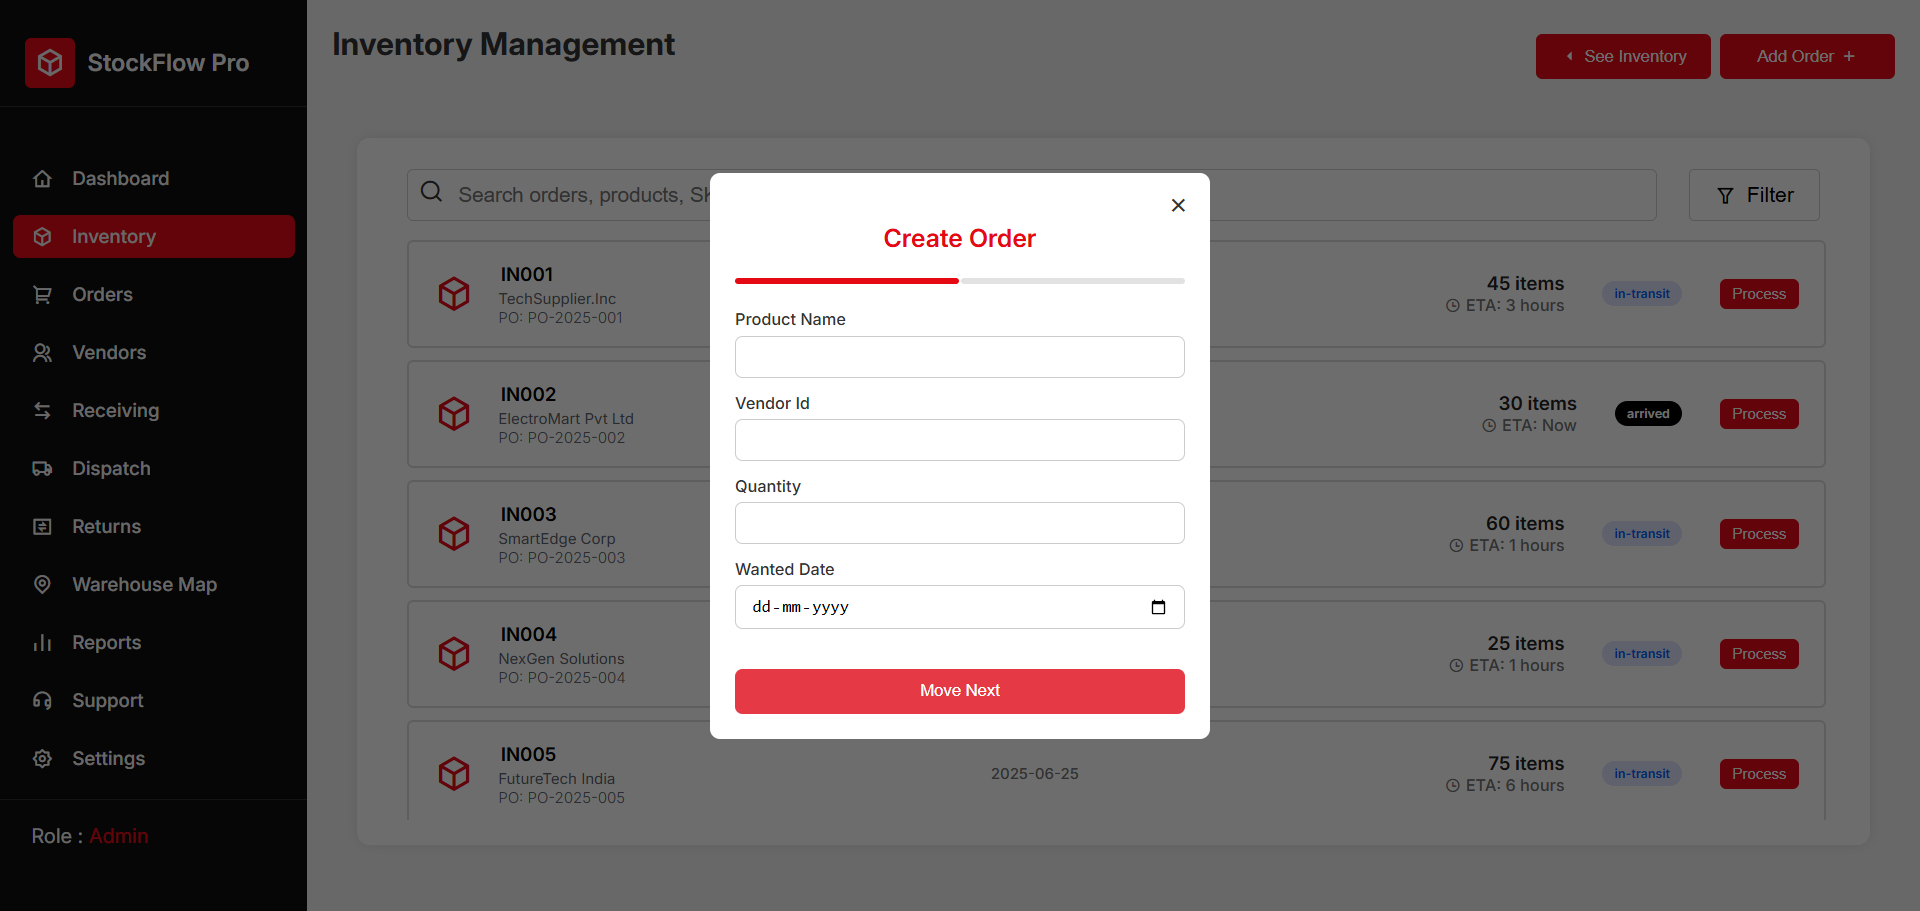 StockFlow Pro
Dashboard
Inventory
Orders
Vendors
Receiving
Dispatch
Returns
Warehouse Map
Reports
Support
Settings
Role : Admin
Inventory Management
See Inventory
Add Order +
Search orders, products, SK
Filter
IN001
TechSupplier.Inc
PO: PO-2025-001
45 items
ETA: 3 hours
in-transit
Process
IN002
ElectroMart Pvt Ltd
PO: PO-2025-002
30 items
ETA: Now
arrived
Process
IN003
SmartEdge Corp
PO: PO-2025-003
60 items
ETA: 1 hours
in-transit
Process
IN004
NexGen Solutions
PO: PO-2025-004
25 items
ETA: 1 hours
in-transit
Process
IN005
FutureTech India
PO: PO-2025-005
2025-06-25
75 items
ETA: 6 hours
in-transit
Process
Create Order
Product Name
Vendor Id
Quantity
Wanted Date
dd-mm-yyyy
Move Next